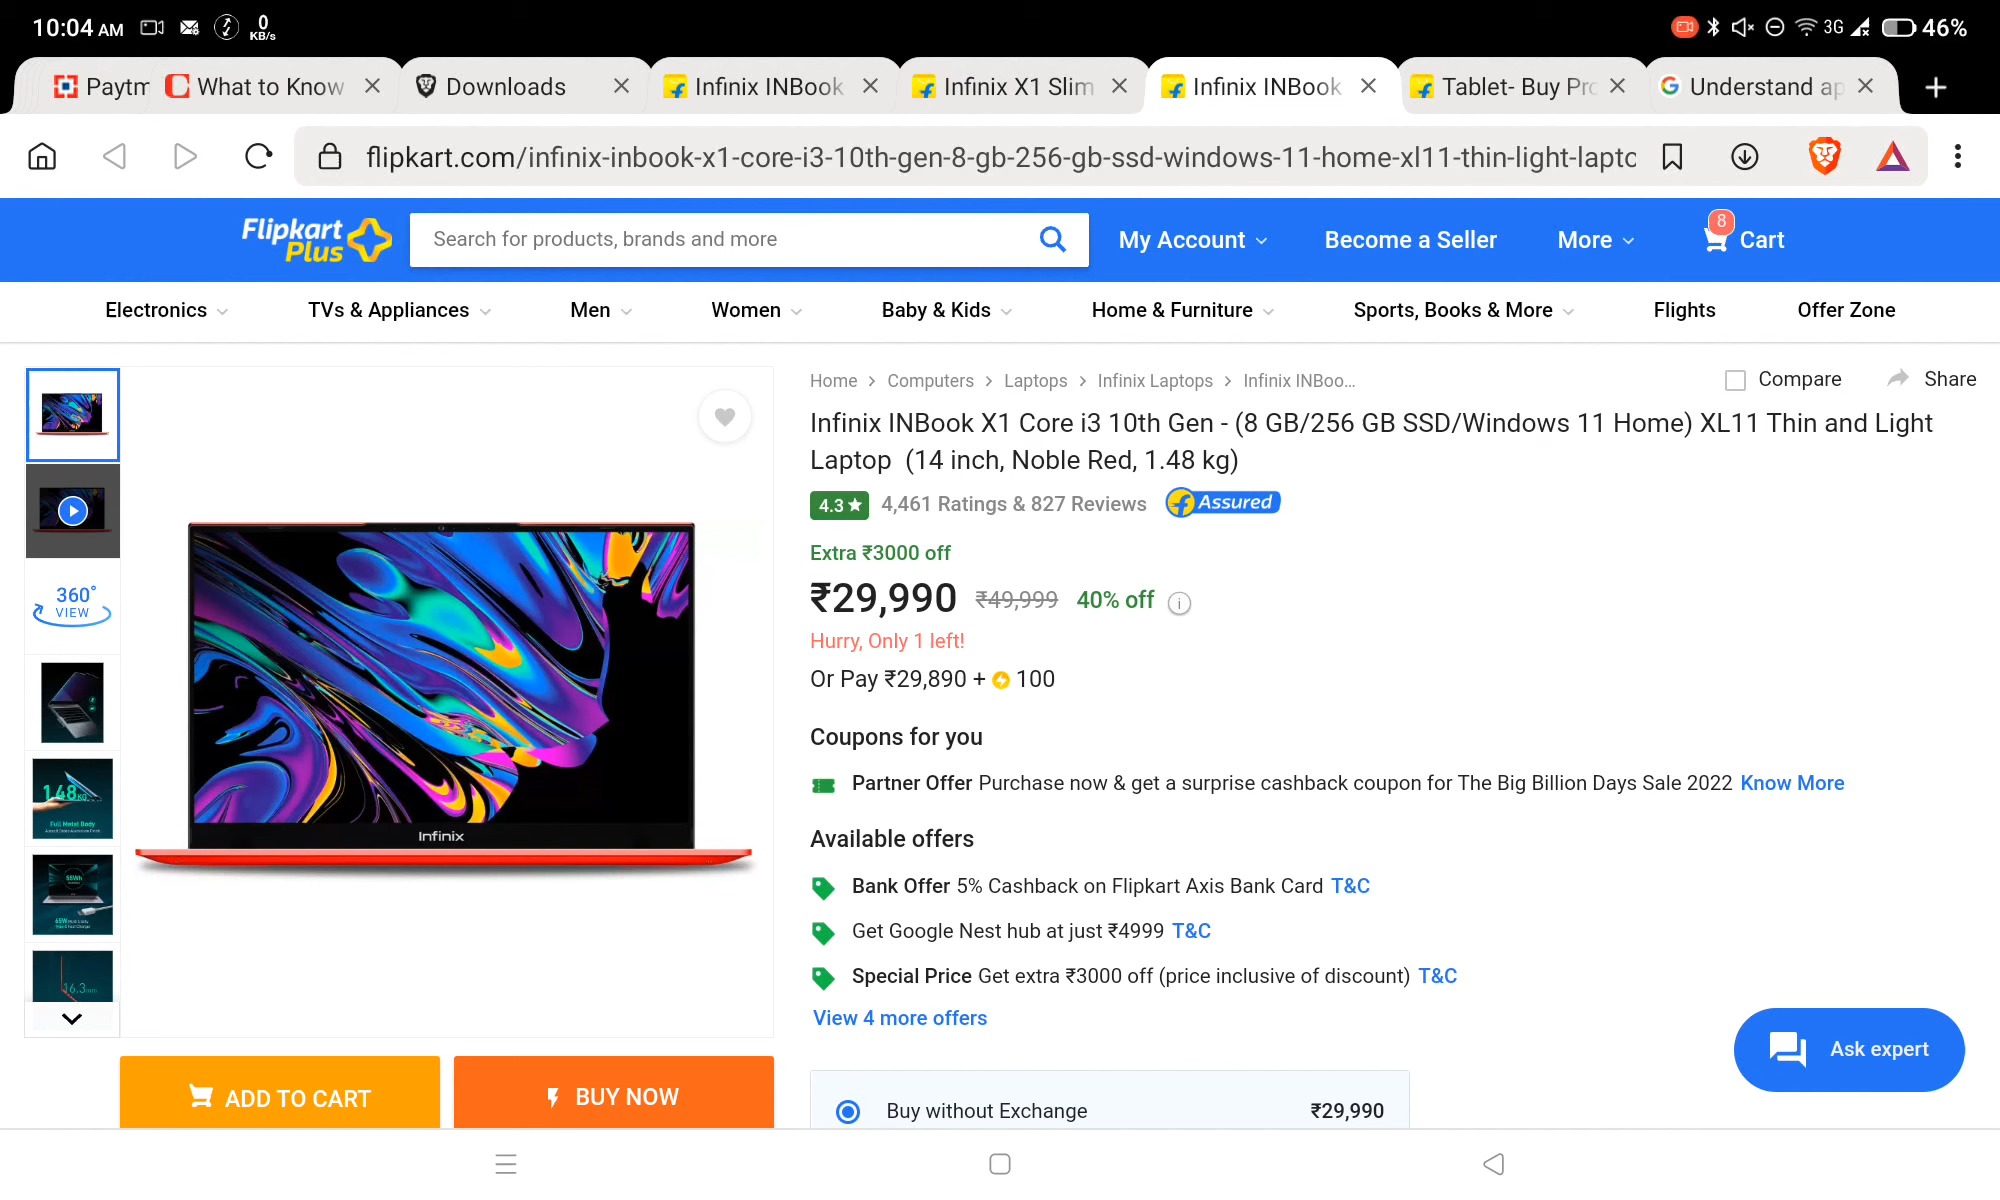 10:04 AM
0
KB/s
3G
46%
Paytm
What to Know
Downloads
Infinix INBook
Infinix X1 Slim
Infinix INBook
Tablet- Buy Pro
Understand ap
flipkart.com/infinix-inbook-x1-core-i3-10th-gen-8-gb-256-gb-ssd-windows-11-home-xl11-thin-light-lapto
Flipkart
Plus
Search for products, brands and more
My Account
Become a Seller
More
8
Cart
Electronics
TVs & Appliances
Men
Women
Baby & Kids
Home & Furniture
Sports, Books & More
Flights
Offer Zone
Home
Computers
Laptops
Infinix Laptops
Infinix INBoo...
Compare
Share
Infinix INBook X1 Core i3 10th Gen - (8 GB/256 GB SSD/Windows 11 Home) XL11 Thin and Light
Laptop (14 inch, Noble Red, 1.48 kg)
4.3★
4,461 Ratings & 827 Reviews
Assured
Extra ₹3000 off
₹29,990
₹49,999
40% off
Hurry, Only 1 left!
Or Pay ₹29,890 + 100
Coupons for you
Partner Offer Purchase now & get a surprise cashback coupon for The Big Billion Days Sale 2022 Know More
Available offers
Bank Offer 5% Cashback on Flipkart Axis Bank Card T&C
Get Google Nest hub at just ₹4999 T&C
Special Price Get extra ₹3000 off (price inclusive of discount) T&C
View 4 more offers
Buy without Exchange
₹29,990
Ask expert
360°
VIEW
1.48KG
Full Metal Body
55Wh
65W
16.3mm
Infinix
ADD TO CART
BUY NOW